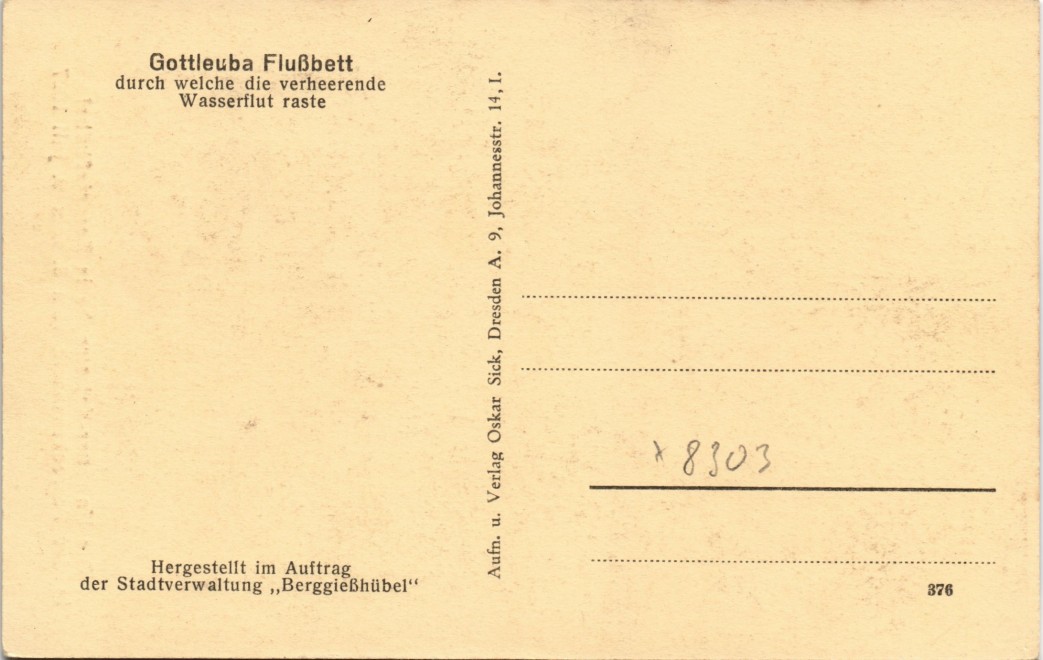 Gottleuba Flußbett
durch welche die verheerende
Wasserflut raste
Aufn. u. Verlag Oskar Sick, Dresden A. 9, Johannesstr. 14, I.
* 8303
Hergestellt im Auftrag
der Stadtverwaltung „Berggießhübel“
376